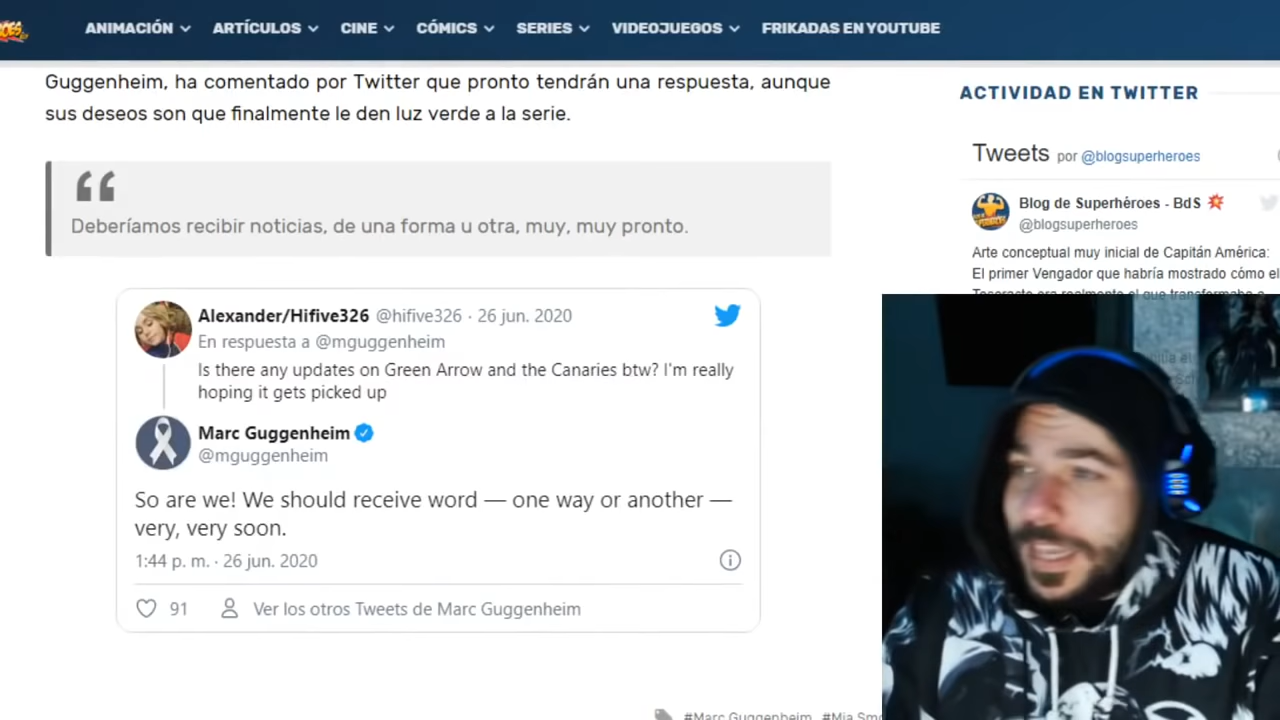 ANIMACIÓN ARTÍCULOS CINE CÓMICS SERIES VIDEOJUEGOS FRIKADAS EN YOUTUBE
Guggenheim, ha comentado por Twitter que pronto tendrán una respuesta, aunque
sus deseos son que finalmente le den luz verde a la serie.
Deberíamos recibir noticias, de una forma u otra, muy, muy pronto.
Alexander/Hifive326 @hifive326 · 26 jun. 2020
En respuesta a @mguggenheim
Is there any updates on Green Arrow and the Canaries btw? I'm really
hoping it gets picked up
Marc Guggenheim
@mguggenheim
So are we! We should receive word — one way or another —
very, very soon.
1:44 p. m. · 26 jun. 2020
91 Ver los otros Tweets de Marc Guggenheim
#Marc Guggenheim #Mia
ACTIVIDAD EN TWITTER
Tweets por @blogsuperheroes
Blog de Superhéroes - BdS
@blogsuperheroes
Arte conceptual muy inicial de Capitán América:
El primer Vengador que habría mostrado cómo el